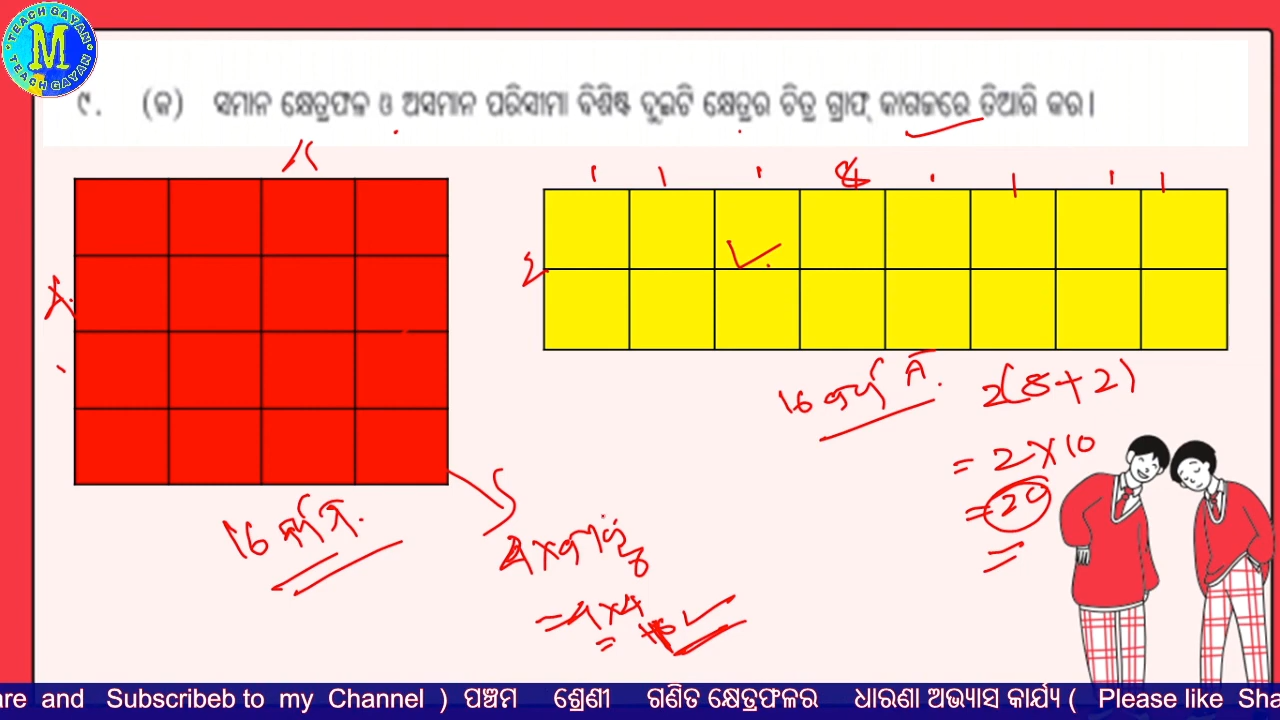 TEACH GAYAN
M
TEACH GAYAN
୯. (କ) ସମାନ କ୍ଷେତ୍ରଫଳ ଓ ଅସମାନ ପରିସୀମା ବିଶିଷ୍ଟ ଦୁଇଟି କ୍ଷେତ୍ରର ଚିତ୍ର ଗ୍ରାଫ୍ କାଗଜରେ ତିଆରି କର।
2
16 ବର୍ଗ
2(8+2)
= 2×10
= 20
=
16 ବର୍ଗ
4×ବାହୁ
=4×4
=
are and Subscribeb to my Channel ) ପଞ୍ଚମ ଶ୍ରେଣୀ ଗଣିତ କ୍ଷେତ୍ରଫଳର ଧାରଣା ଅଭ୍ୟାସ କାର୍ଯ୍ୟ ( Please like Sha